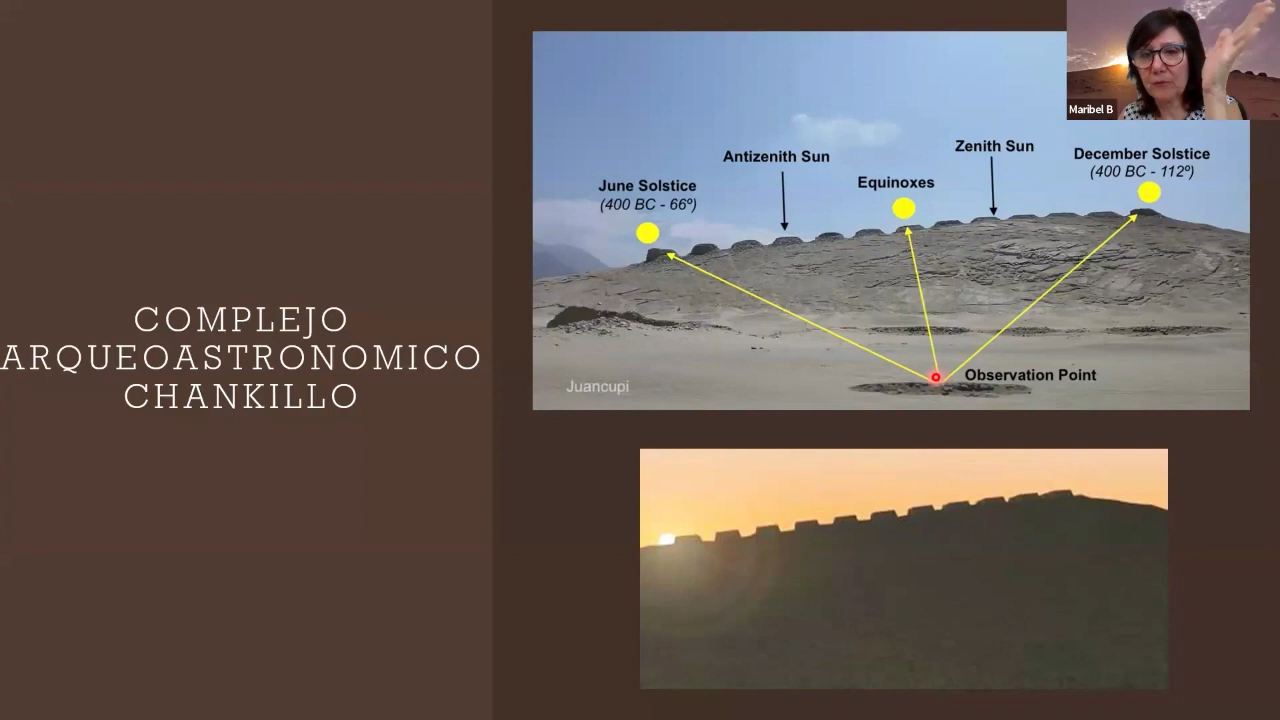 COMPLEJO
ARQUEOASTRONOMICO
CHANKILLO
Maribel B
Zenith Sun
December Solstice
(400 BC - 112º)
Antizenith Sun
Equinoxes
June Solstice
(400 BC - 66º)
Observation Point
Juancupi